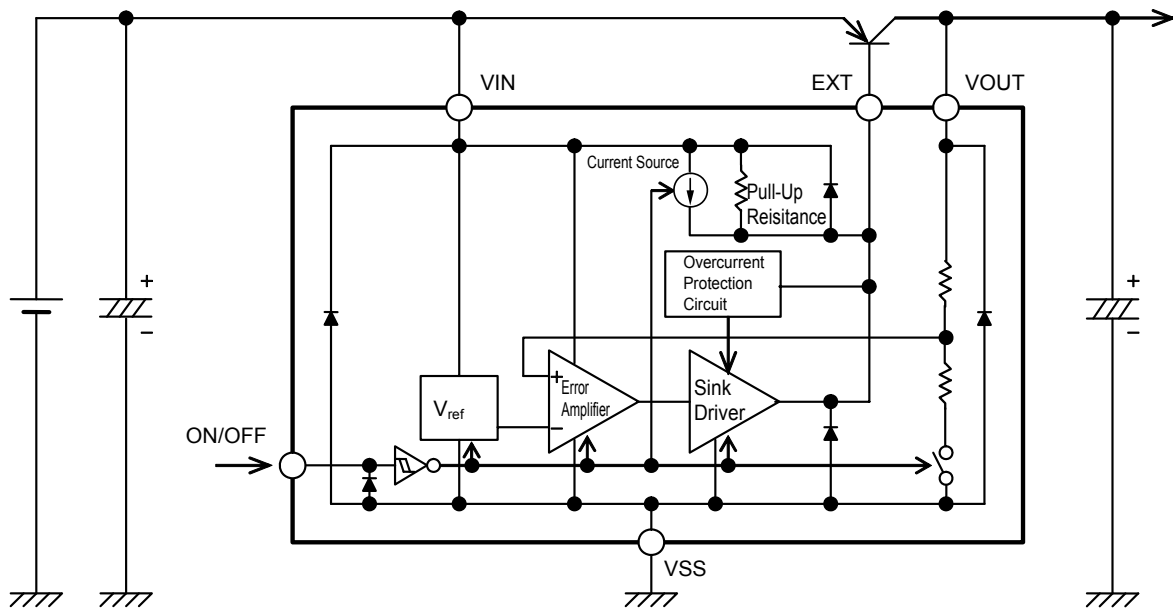 VIN
EXT
VOUT
Current Source
Pull-Up
Reisitance
Overcurrent
Protection
Circuit
+
−
+
−
+
−
Error
Amplifier
Sink
Driver
Vref
ON/OFF
VSS